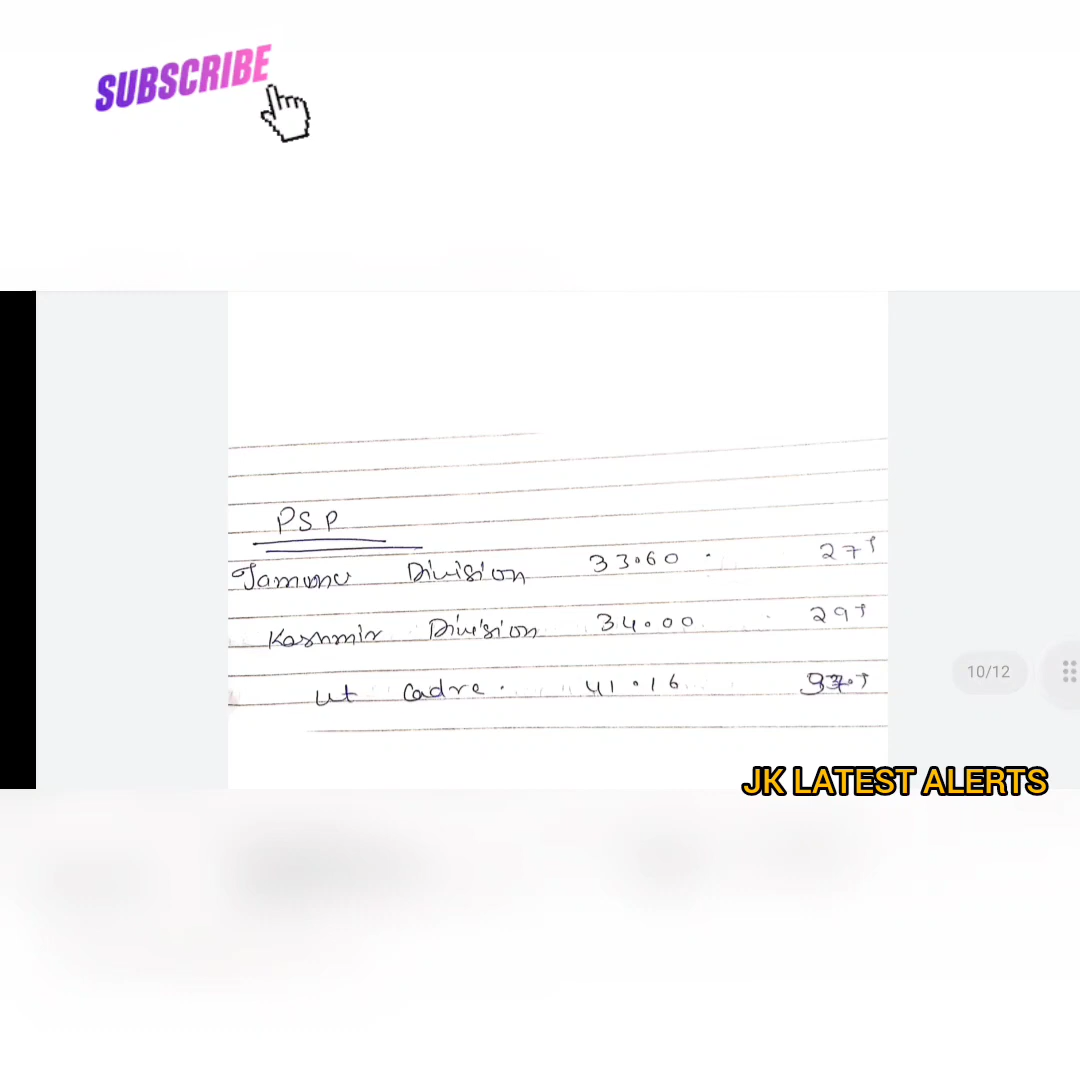 SUBSCRIBE
PSP
Jammu Division 33.60 27↑
Kashmir Division 34.00 29↑
Ut Cadre. 41.16
10/12
JK LATEST ALERTS